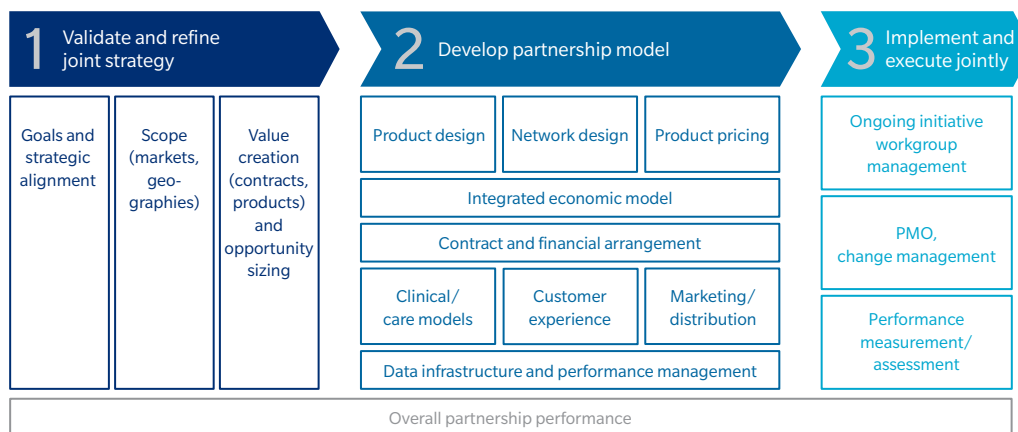 1 Validate and refine
joint strategy
2 Develop partnership model
3 Implement and
execute jointly
Goals and
strategic
alignment
Scope
(markets,
geo-
graphies)
Value
creation
(contracts,
products)
and
opportunity
sizing
Product design
Network design
Product pricing
Integrated economic model
Contract and financial arrangement
Clinical/
care models
Customer
experience
Marketing/
distribution
Data infrastructure and performance management
Ongoing initiative
workgroup
management
PMO,
change management
Performance
measurement/
assessment
Overall partnership performance